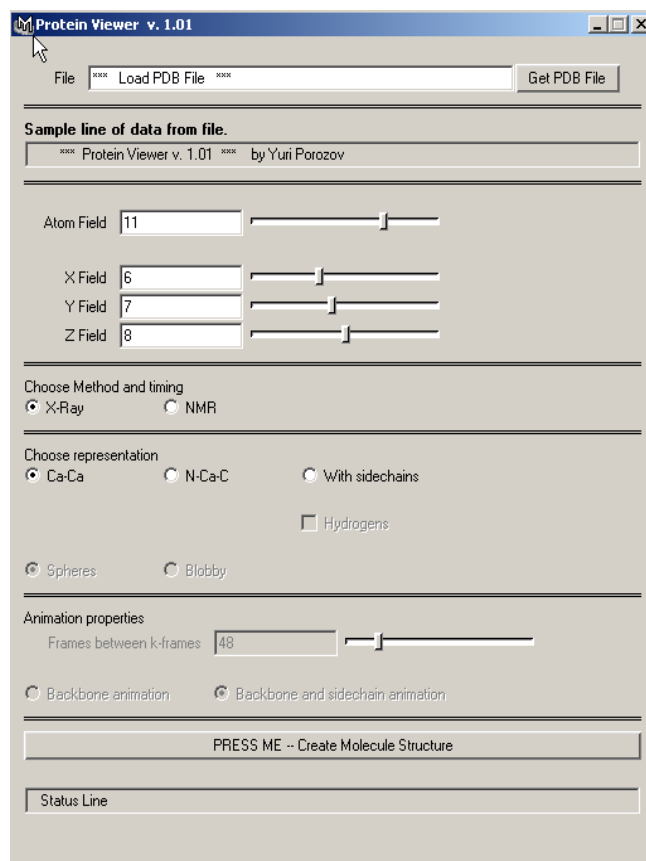 Protein Viewer v. 1.01
File *** Load PDB File *** Get PDB File
Sample line of data from file.
*** Protein Viewer v. 1.01 *** by Yuri Porozov
Atom Field 11
X Field 6
Y Field 7
Z Field 8
Choose Method and timing
X-Ray NMR
Choose representation
Ca-Ca N-Ca-C With sidechains
Hydrogens
Spheres Blobby
Animation properties
Frames between k-frames 48
Backbone animation Backbone and sidechain animation
PRESS ME -- Create Molecule Structure
Status Line